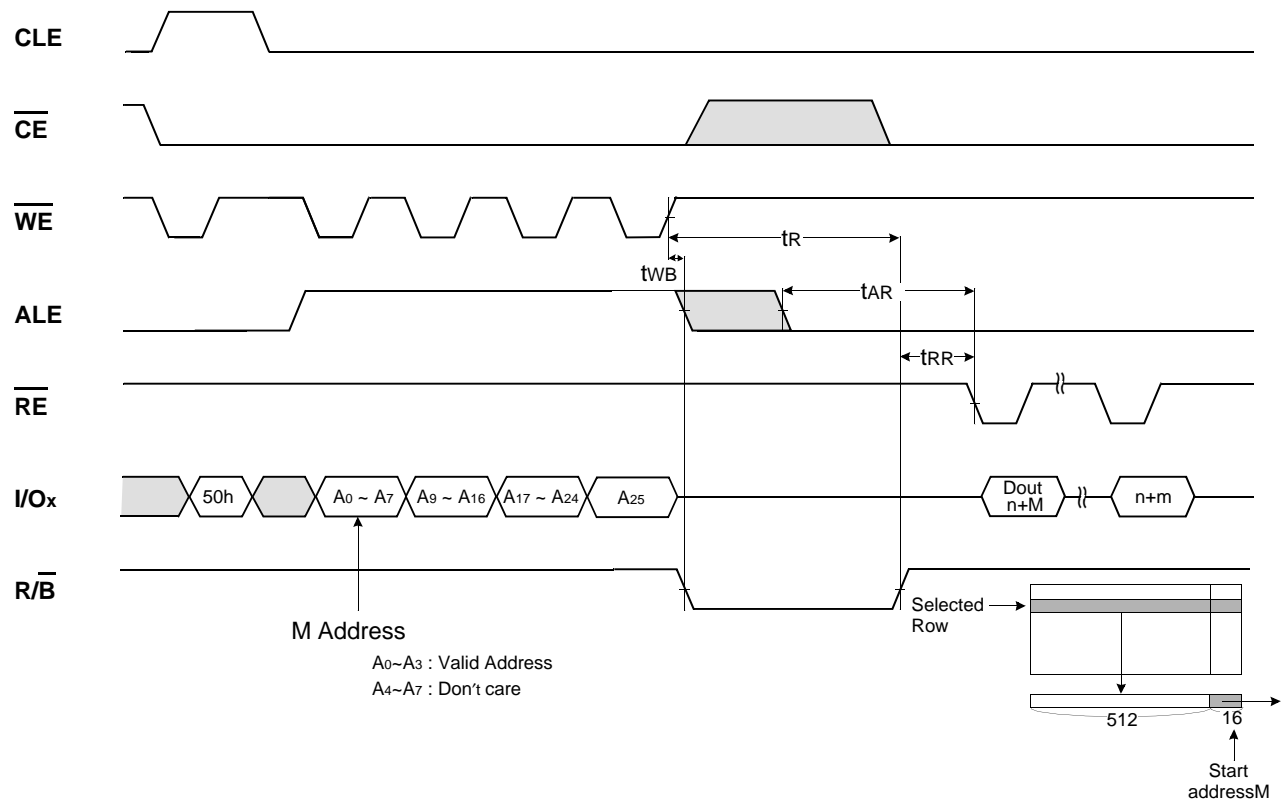 CLE
CE
WE
tR
tWB
tAR
ALE
tRR
RE
I/Ox
50h
A0 ~ A7
A9 ~ A16
A17 ~ A24
A25
Dout
n+M
n+m
R/B
M Address
A0~A3 : Valid Address
A4~A7 : Don't care
Selected
Row
512
16
Start
addressM